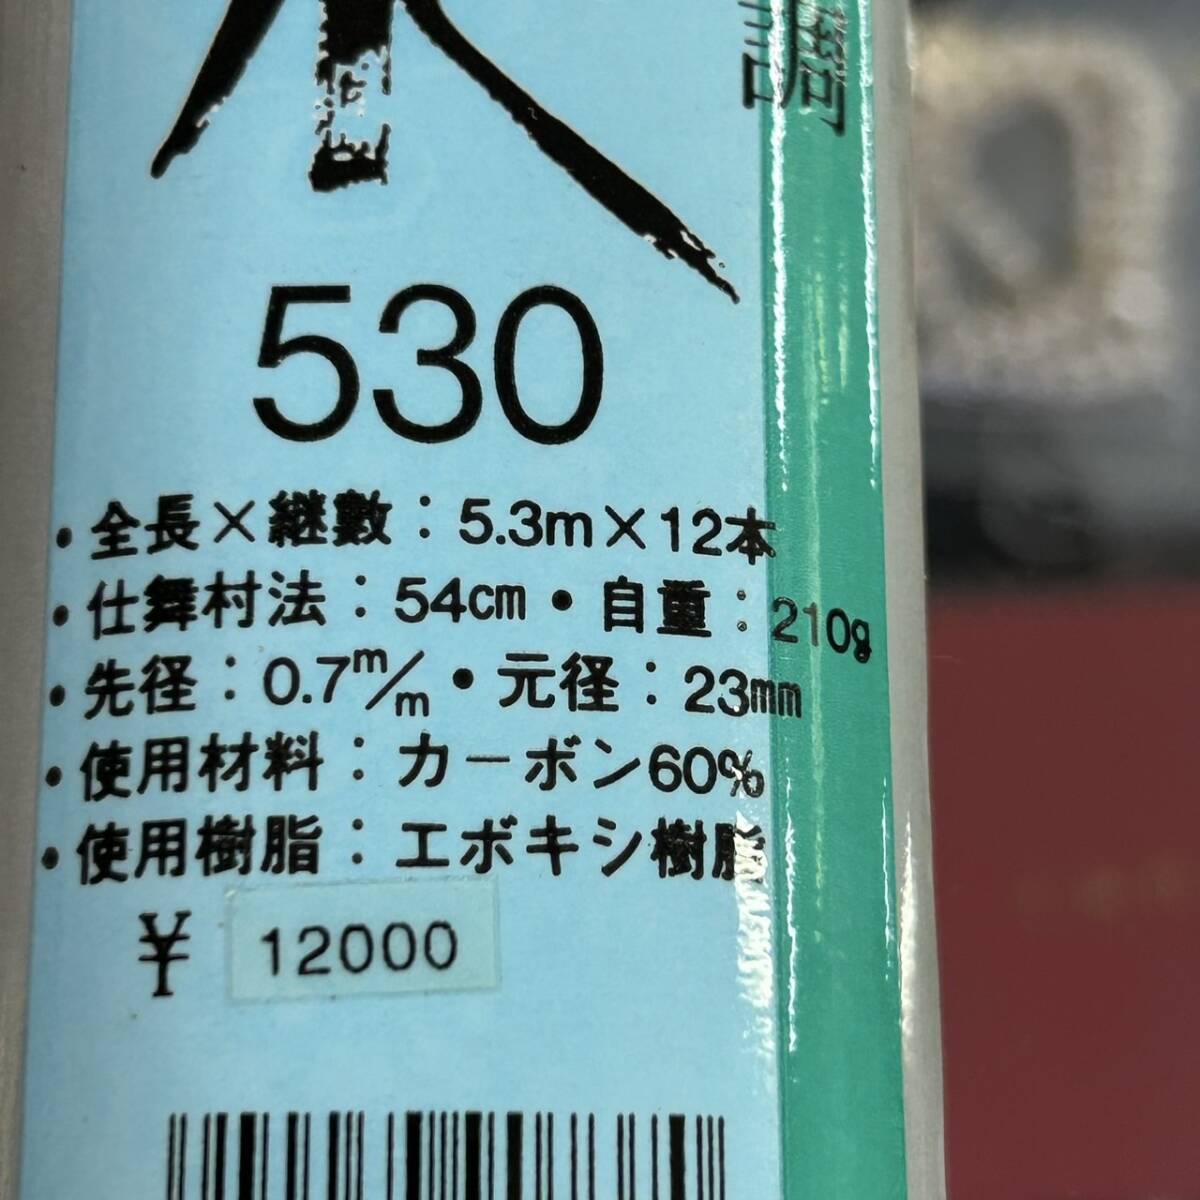 530
・全長×継數：5.3m×12本
・仕舞村法：54cm・自重：210g
・先径：0.7m/m・元径：23mm
・使用材料：カーボン60%
・使用樹脂：エポキシ樹脂
¥ 12000